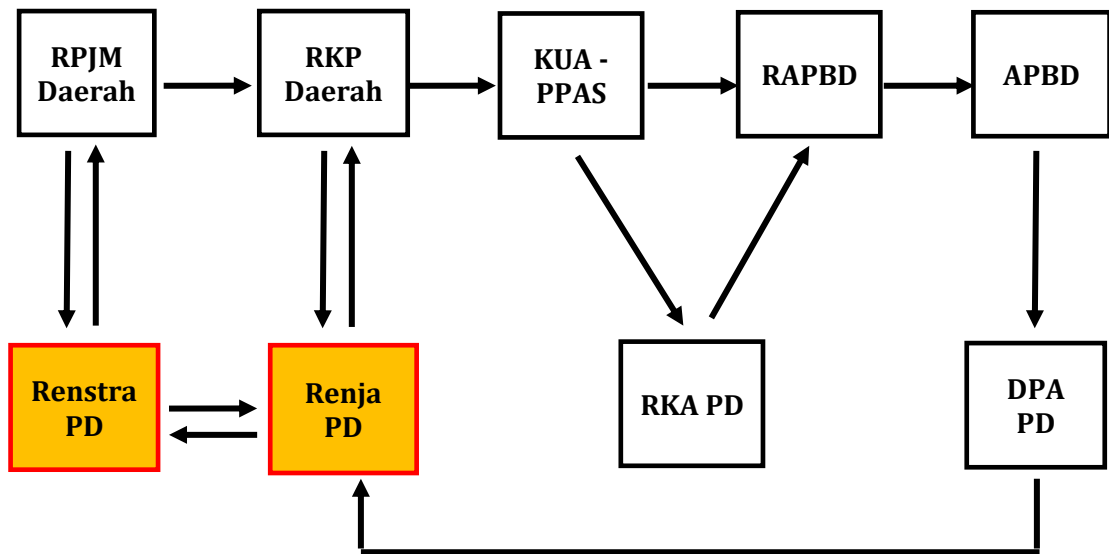 RPJM
Daerah
RKP
Daerah
KUA -
PPAS
RAPBD
APBD
Renstra
PD
Renja
PD
RKA PD
DPA
PD